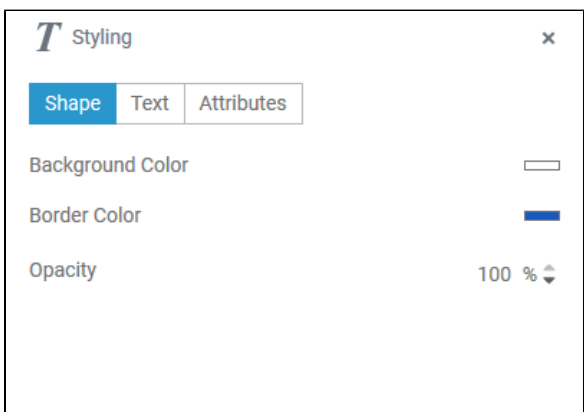 T Styling ×
Shape Text Attributes
Background Color
Border Color
Opacity 100 %